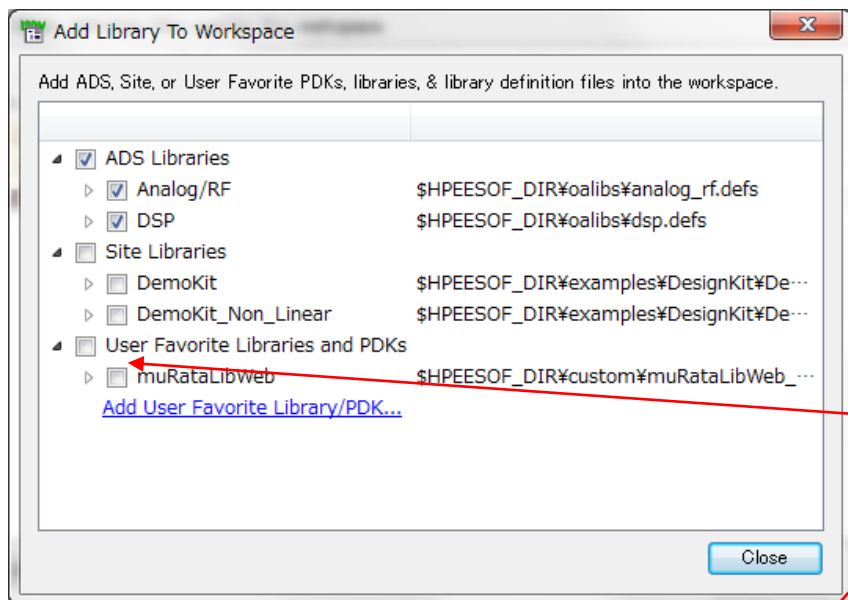 Add Library To Workspace
Add ADS, Site, or User Favorite PDKs, libraries, & library definition files into the workspace.
ADS Libraries
Analog/RF $HPEESOF_DIR¥oalibs¥analog_rf.defs
DSP $HPEESOF_DIR¥oalibs¥dsp.defs
Site Libraries
DemoKit $HPEESOF_DIR¥examples¥DesignKit¥De…
DemoKit_Non_Linear $HPEESOF_DIR¥examples¥DesignKit¥De…
User Favorite Libraries and PDKs
muRataLibWeb $HPEESOF_DIR¥custom¥muRataLibWeb_…
Add User Favorite Library/PDK...
Close